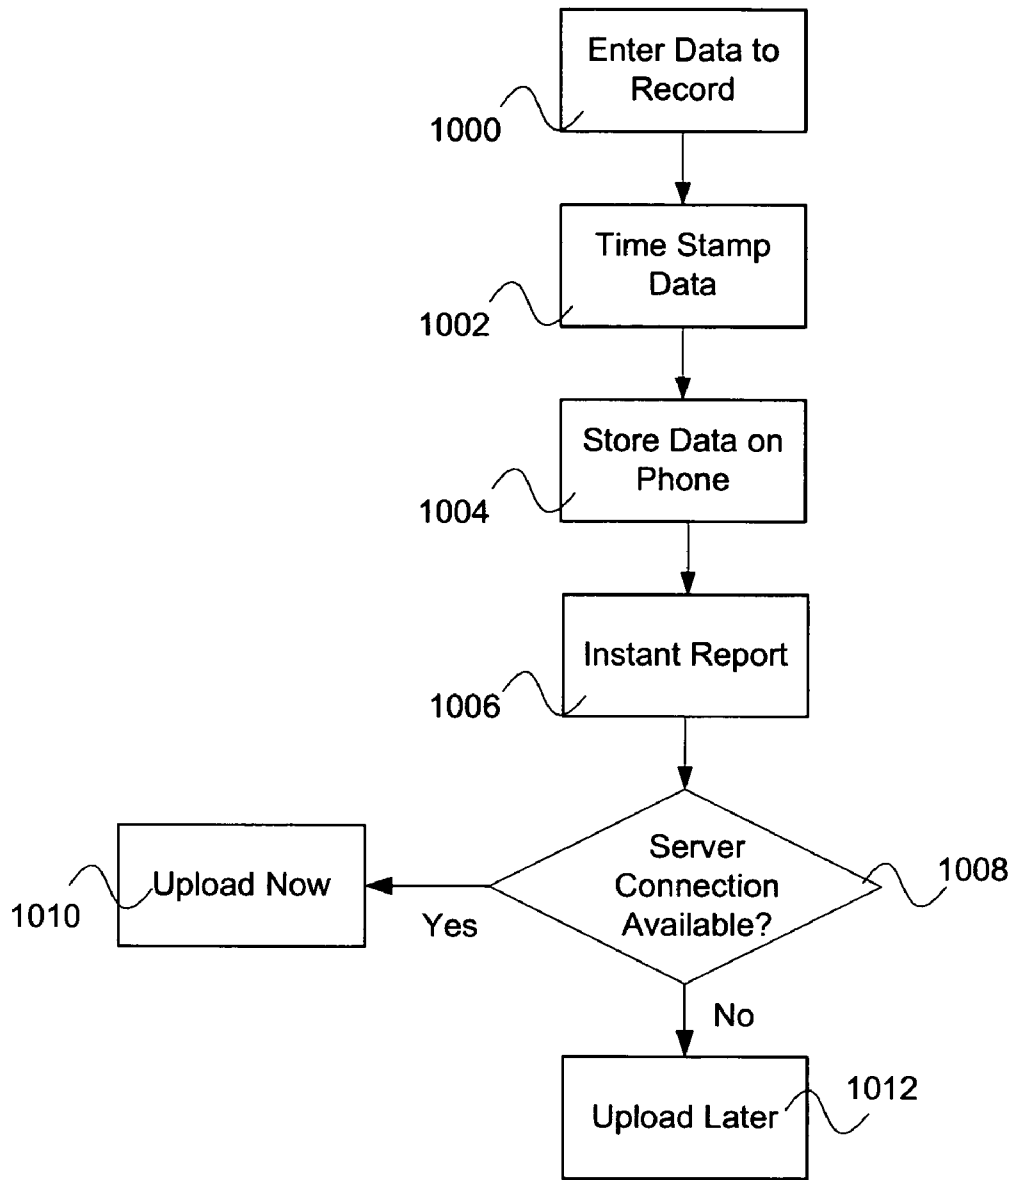 Enter Data to
Record
1000
Time Stamp
Data
1002
Store Data on
Phone
1004
Instant Report
1006
Server
Connection
Available?
1008
Upload Now
1010
Yes
No
Upload Later
1012